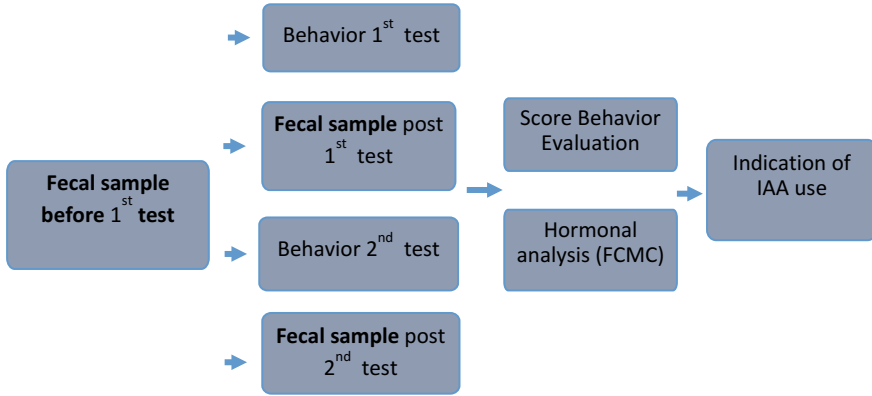 Fecal sample
before 1st test
Behavior 1st test
Fecal sample post
1st test
Behavior 2nd test
Fecal sample post
2nd test
Score Behavior
Evaluation
Hormonal
analysis (FCMC)
Indication of
IAA use